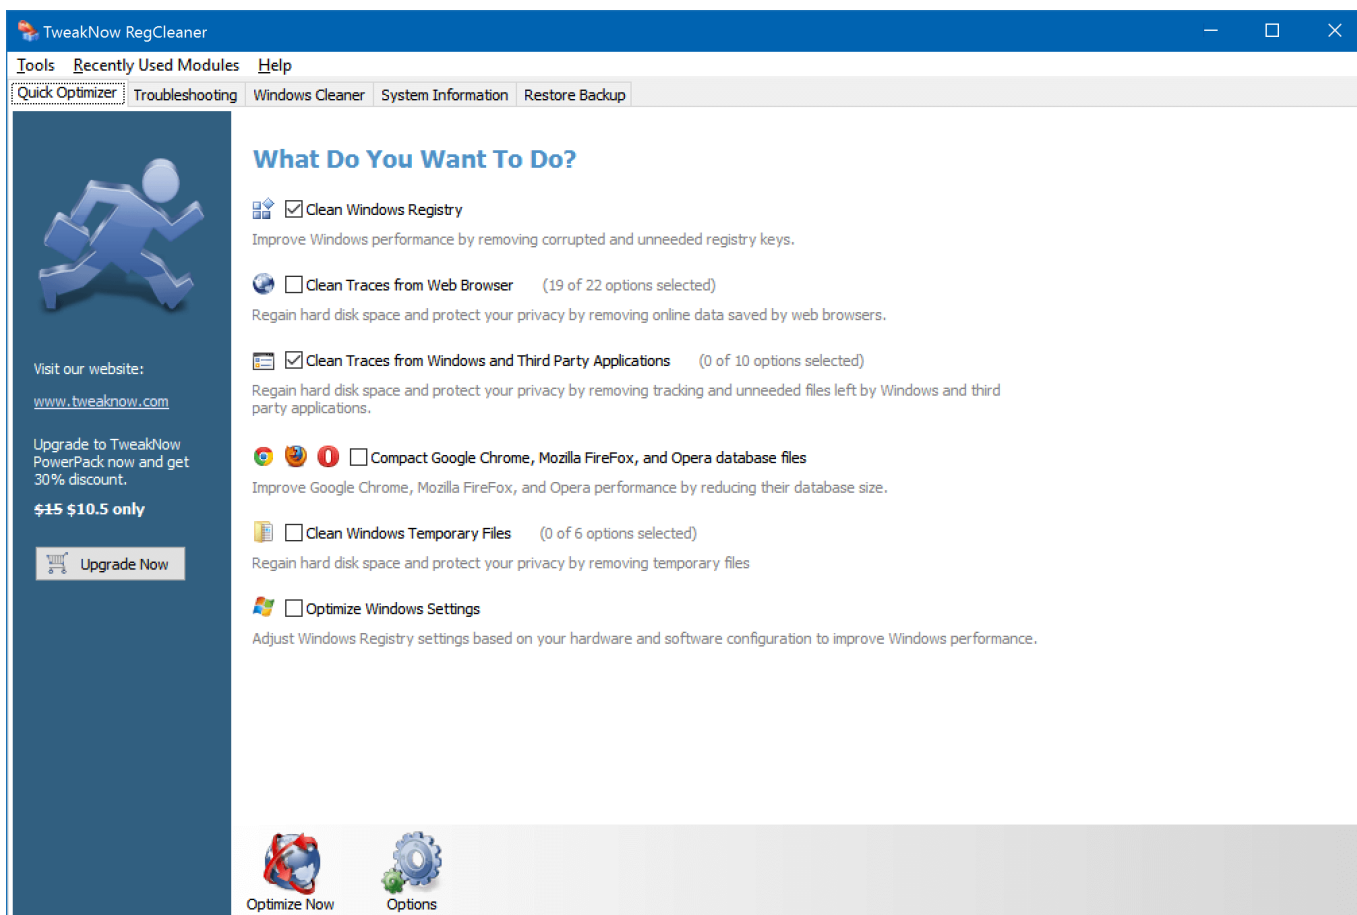 TweakNow RegCleaner
Tools Recently Used Modules Help
Quick Optimizer Troubleshooting Windows Cleaner System Information Restore Backup
What Do You Want To Do?
Clean Windows Registry
Improve Windows performance by removing corrupted and unneeded registry keys.
Clean Traces from Web Browser (19 of 22 options selected)
Regain hard disk space and protect your privacy by removing online data saved by web browsers.
Clean Traces from Windows and Third Party Applications (0 of 10 options selected)
Regain hard disk space and protect your privacy by removing tracking and unneeded files left by Windows and third
party applications.
Compact Google Chrome, Mozilla FireFox, and Opera database files
Improve Google Chrome, Mozilla FireFox, and Opera performance by reducing their database size.
Clean Windows Temporary Files (0 of 6 options selected)
Regain hard disk space and protect your privacy by removing temporary files
Optimize Windows Settings
Adjust Windows Registry settings based on your hardware and software configuration to improve Windows performance.
Visit our website:
www.tweaknow.com
Upgrade to TweakNow
PowerPack now and get
30% discount.
$15 $10.5 only
Upgrade Now
Optimize Now Options